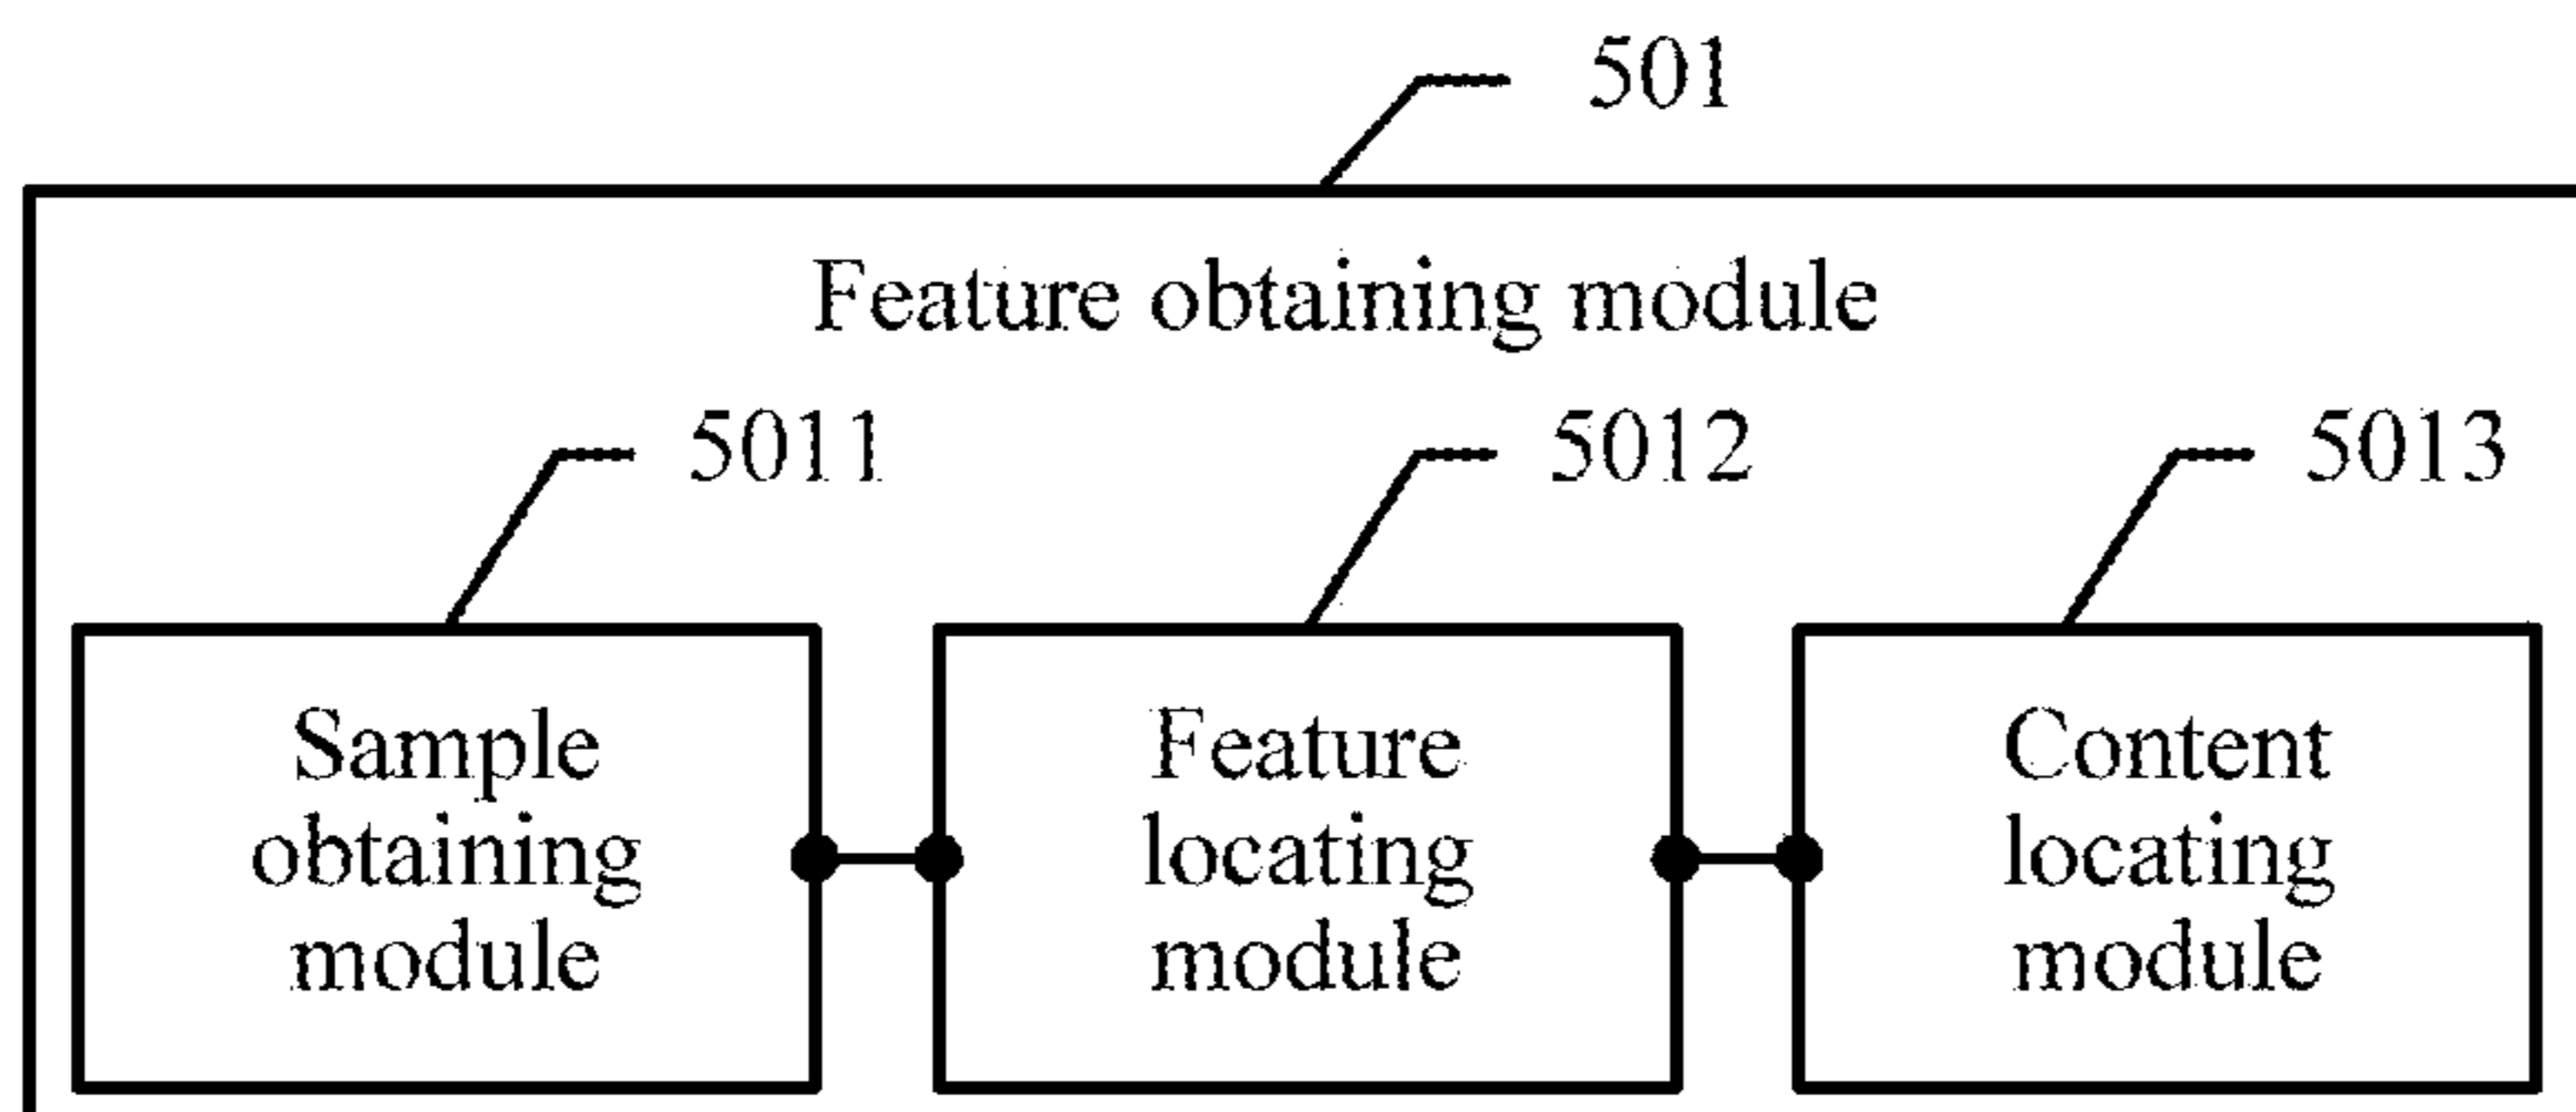 501
Feature obtaining module
5011
5012
5013
Sample
obtaining
module
Feature
locating
module
Content
locating
module